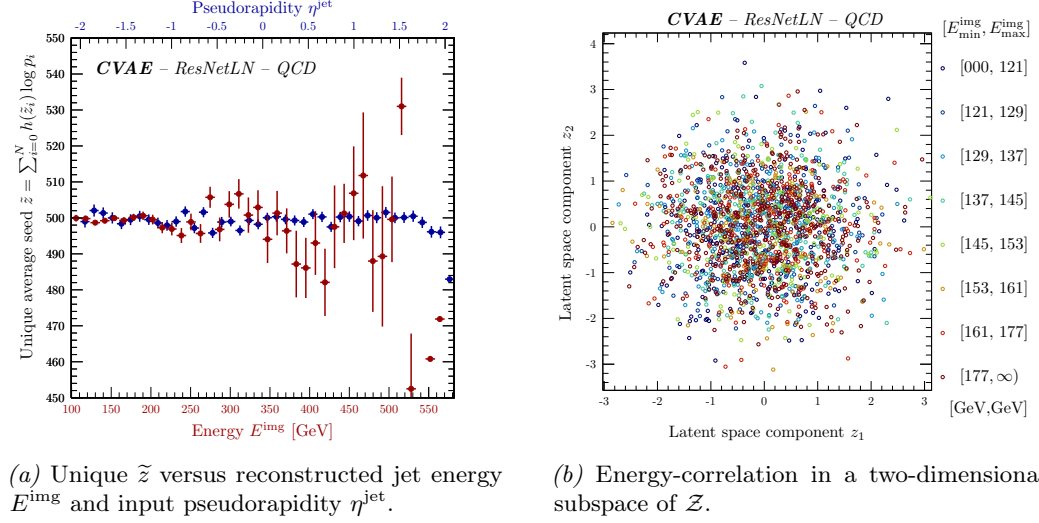 Pseudorapidity η^jet
-2 -1.5 -1 -0.5 0 0.5 1 1.5 2
550
540
530
520
510
500
490
480
470
460
450
Unique average seed z̃ = ∑_{i=0}^{N} h(z̄_i) log p_i
CVAE – ResNetLN – QCD
100 150 200 250 300 350 400 450 500 550
Energy E^img [GeV]
(a) Unique z̃ versus reconstructed jet energy
E^img and input pseudorapidity η^jet.
CVAE – ResNetLN – QCD
4
3
2
1
0
-1
-2
-3
Latent space component z_2
-3 -2 -1 0 1 2 3
Latent space component z_1
[E^img_min, E^img_max]
[000, 121]
[121, 129]
[129, 137]
[137, 145]
[145, 153]
[153, 161]
[161, 177]
[177, ∞)
[GeV,GeV]
(b) Energy-correlation in a two-dimensiona
subspace of 𝒵.